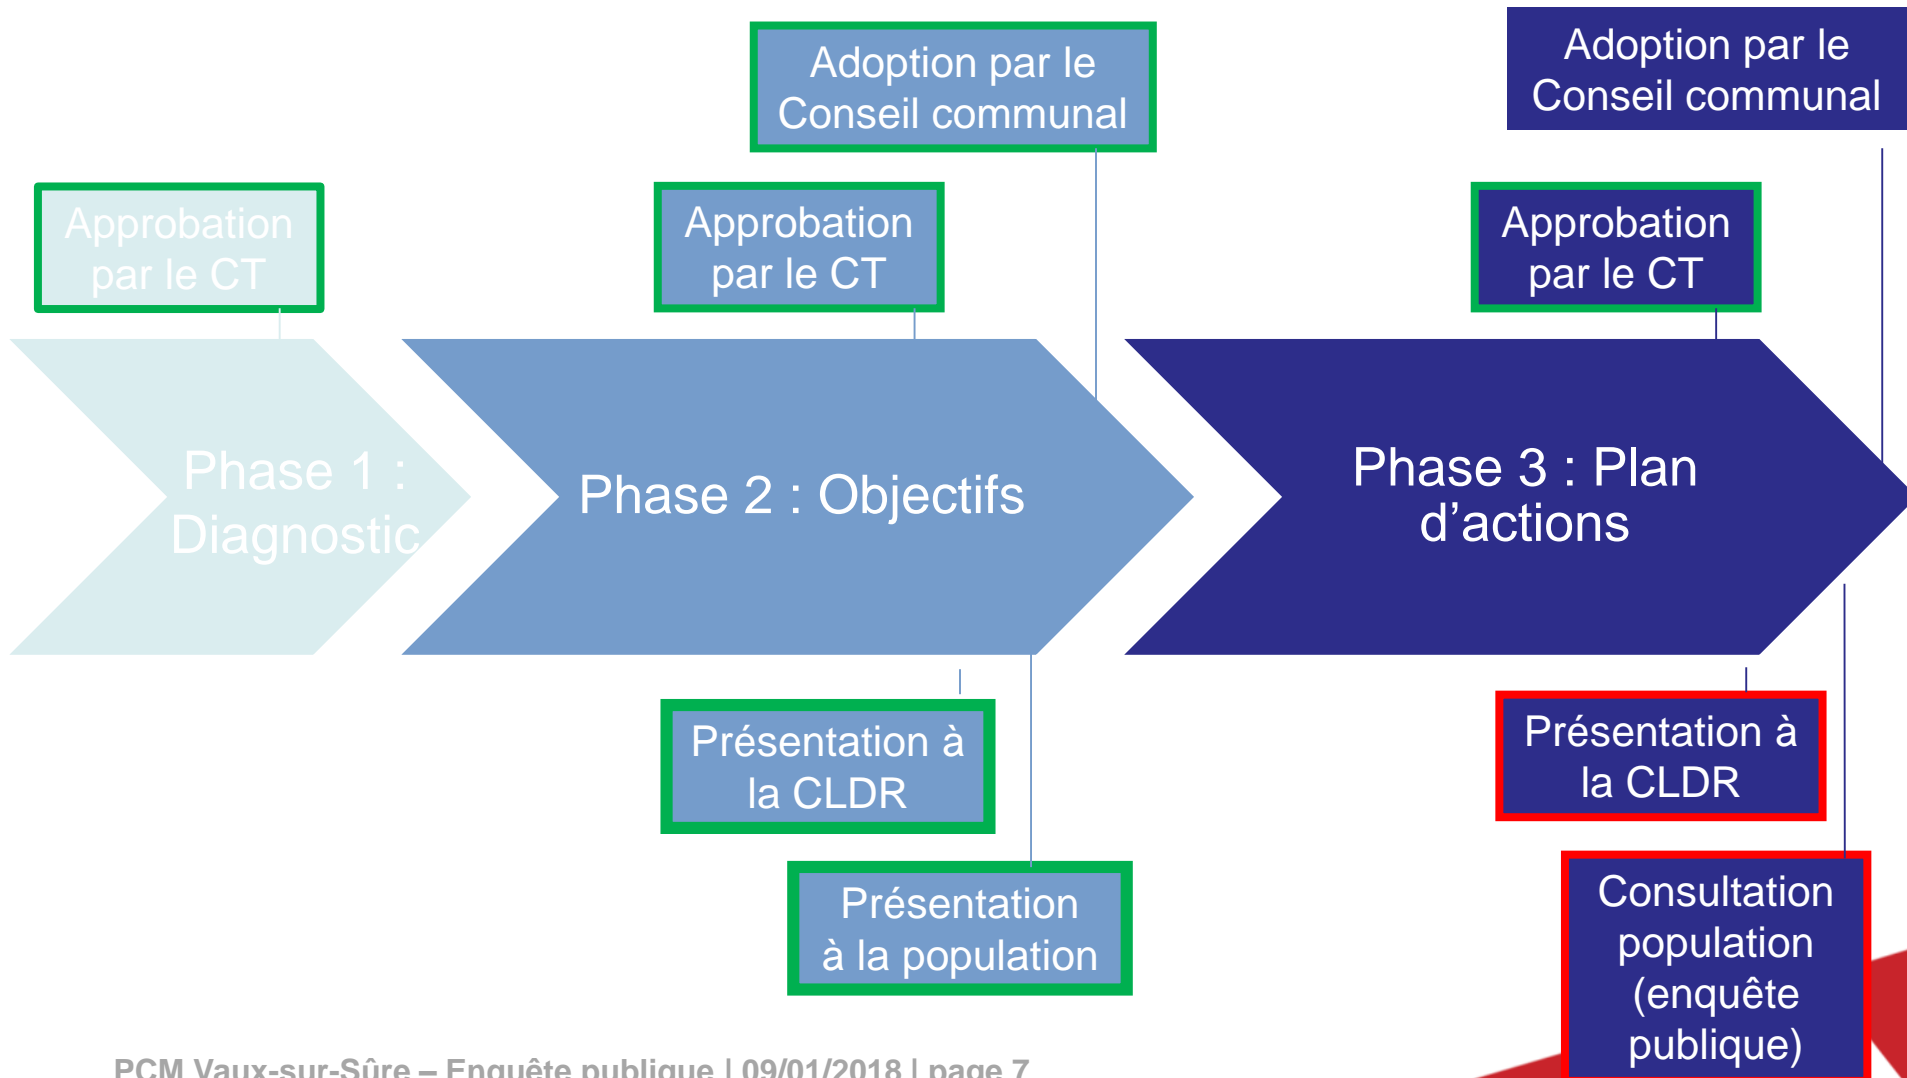 Adoption par le
Conseil communal
Adoption par le
Conseil communal
Approbation
par le CT
Approbation
par le CT
Approbation
par le CT
Phase 1 :
Diagnostic
Phase 2 : Objectifs
Phase 3 : Plan
d’actions
Présentation à
la CLDR
Présentation à
la CLDR
Présentation
à la population
Consultation
population
(enquête
publique)
PCM Vaux-sur-Sûre – Enquête publique | 09/01/2018 | page 7